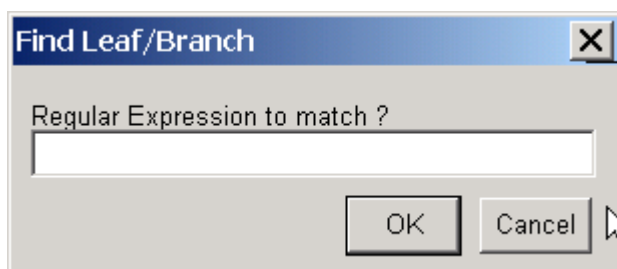 Find Leaf/Branch
Regular Expression to match ?
OK Cancel